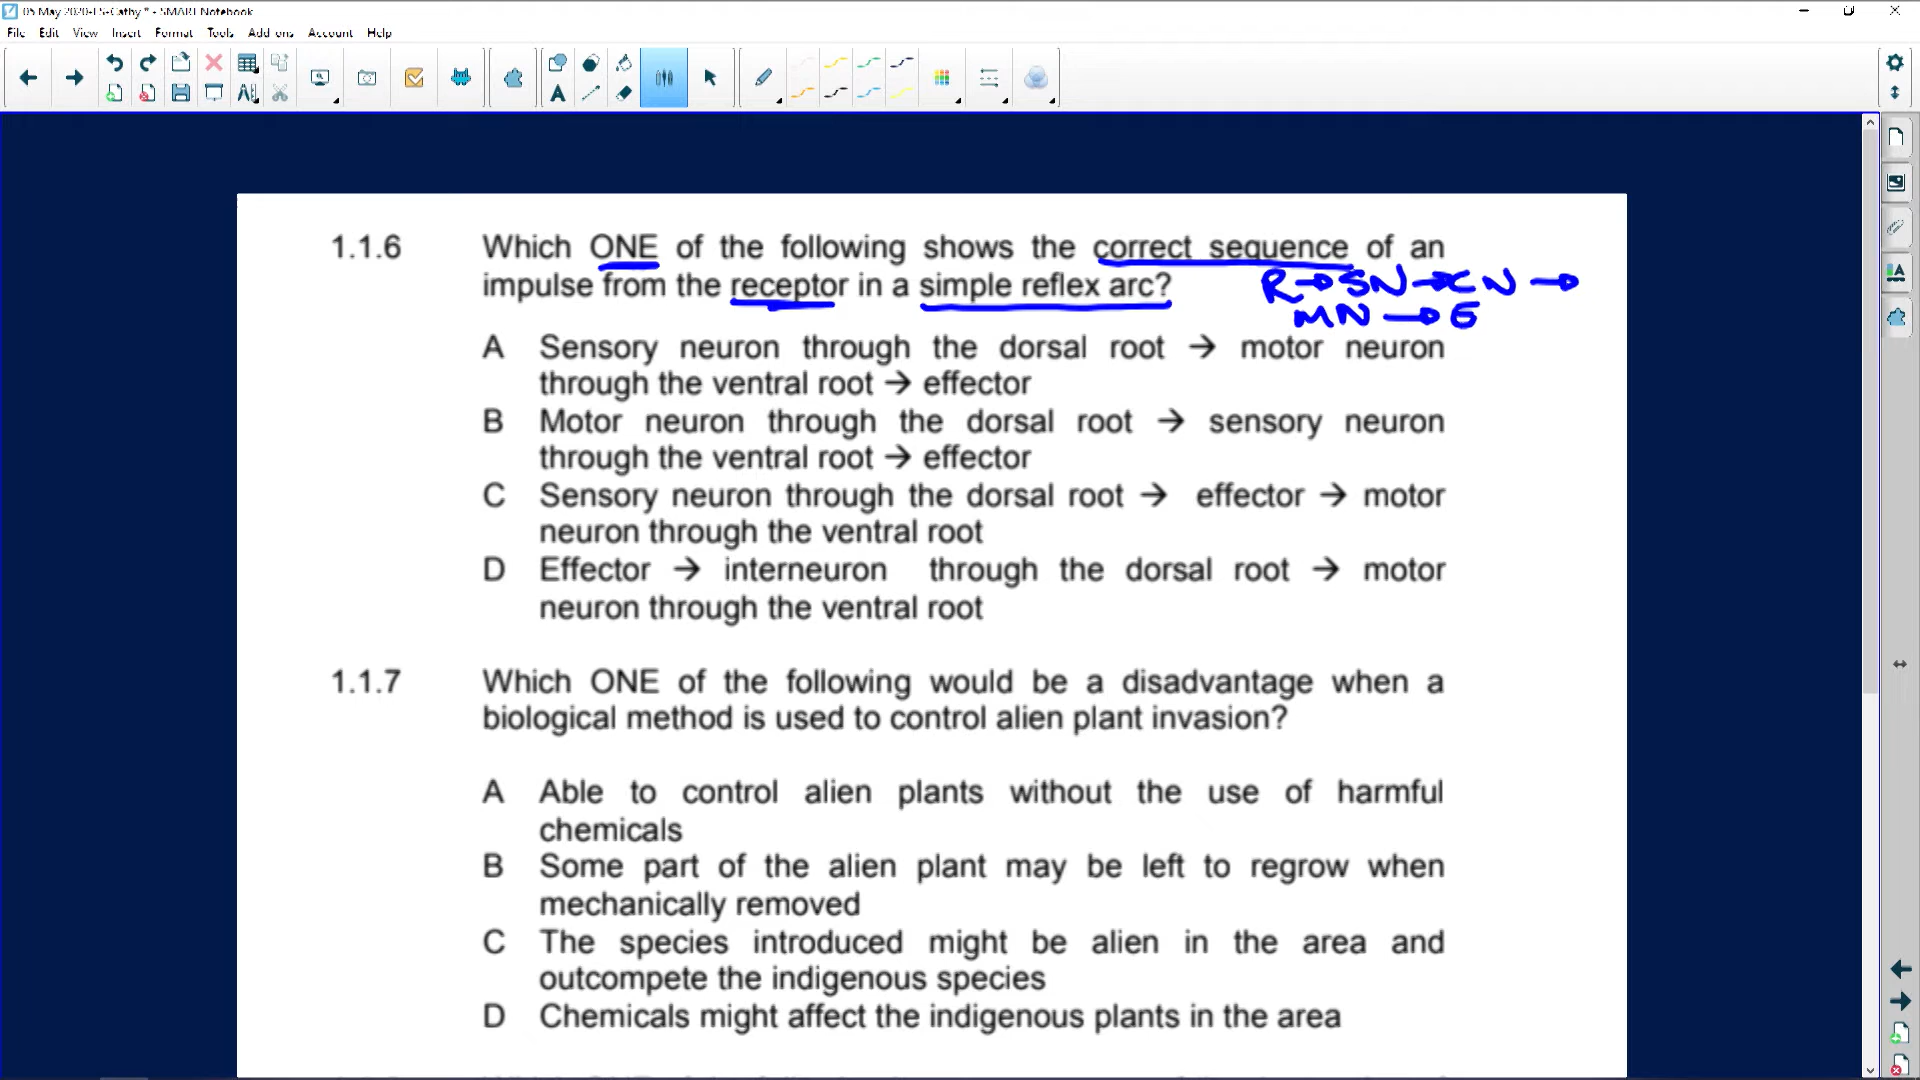 05 May 2020-LS-Cathy * - SMART Notebook
File Edit View Insert Format Tools Add-ons Account Help
1.1.6 Which ONE of the following shows the correct sequence of an
impulse from the receptor in a simple reflex arc?
R→SN→CN→
MN→E
A Sensory neuron through the dorsal root → motor neuron
through the ventral root → effector
B Motor neuron through the dorsal root → sensory neuron
through the ventral root → effector
C Sensory neuron through the dorsal root → effector → motor
neuron through the ventral root
D Effector → interneuron through the dorsal root → motor
neuron through the ventral root
1.1.7 Which ONE of the following would be a disadvantage when a
biological method is used to control alien plant invasion?
A Able to control alien plants without the use of harmful
chemicals
B Some part of the alien plant may be left to regrow when
mechanically removed
C The species introduced might be alien in the area and
outcompete the indigenous species
D Chemicals might affect the indigenous plants in the area